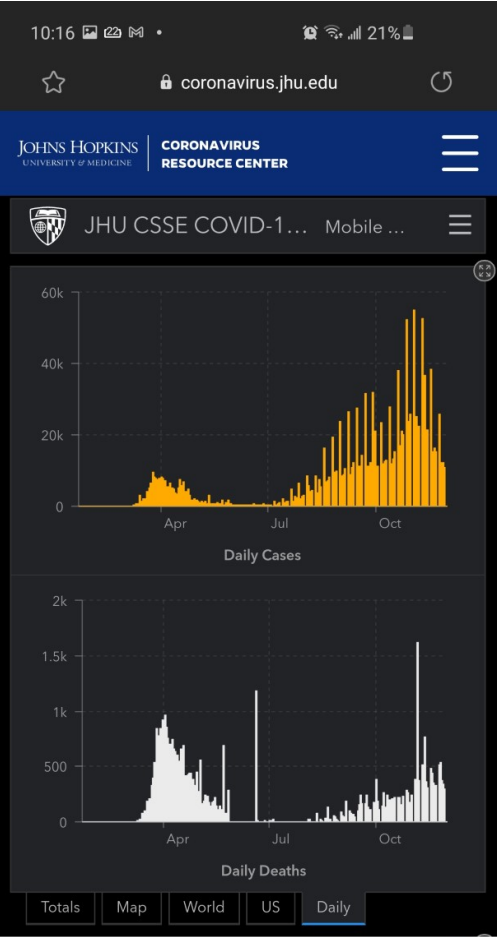 10:16
21%
coronavirus.jhu.edu
JOHNS HOPKINS
UNIVERSITY & MEDICINE
CORONAVIRUS
RESOURCE CENTER
JHU CSSE COVID-1... Mobile ...
60k
40k
20k
0
Apr Jul Oct
Daily Cases
2k
1.5k
1k
500
0
Apr Jul Oct
Daily Deaths
Totals Map World US Daily